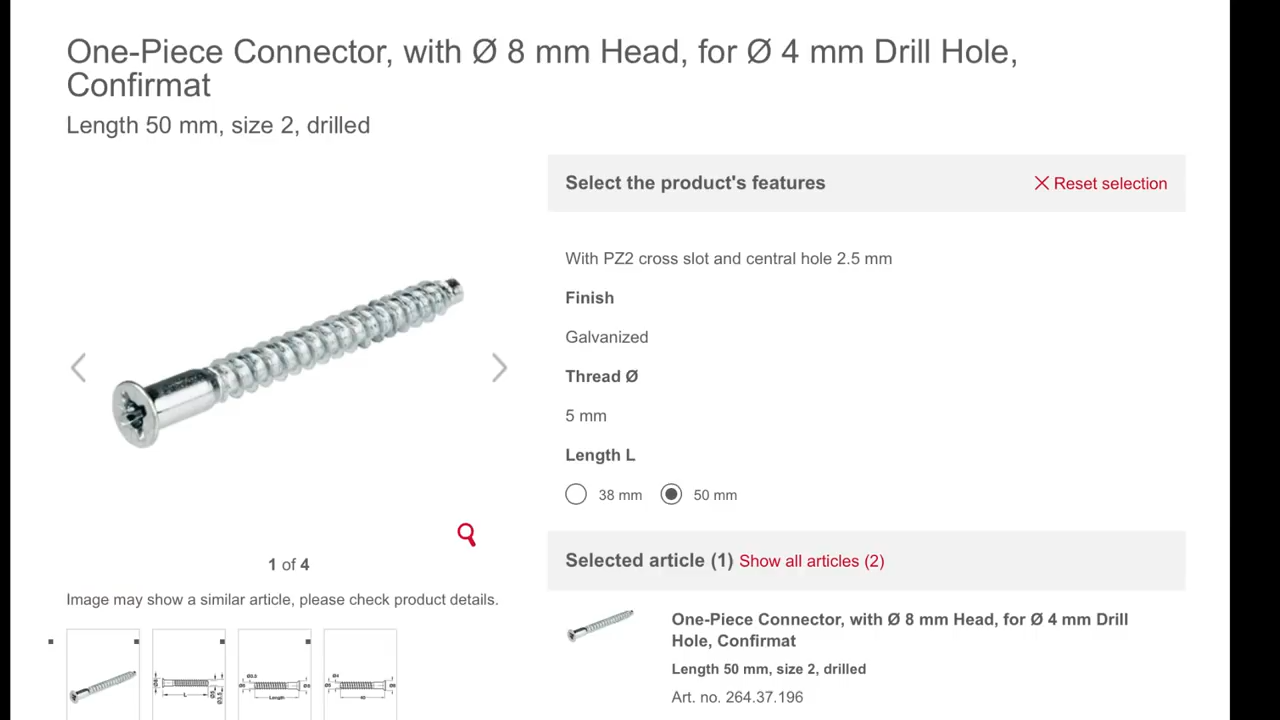 One-Piece Connector, with Ø 8 mm Head, for Ø 4 mm Drill Hole,
Confirmat
Length 50 mm, size 2, drilled
Select the product's features
Reset selection
With PZ2 cross slot and central hole 2.5 mm
Finish
Galvanized
Thread Ø
5 mm
Length L
38 mm
50 mm
1 of 4
Image may show a similar article, please check product details.
Selected article (1) Show all articles (2)
One-Piece Connector, with Ø 8 mm Head, for Ø 4 mm Drill
Hole, Confirmat
Length 50 mm, size 2, drilled
Art. no. 264.37.196
L
Length